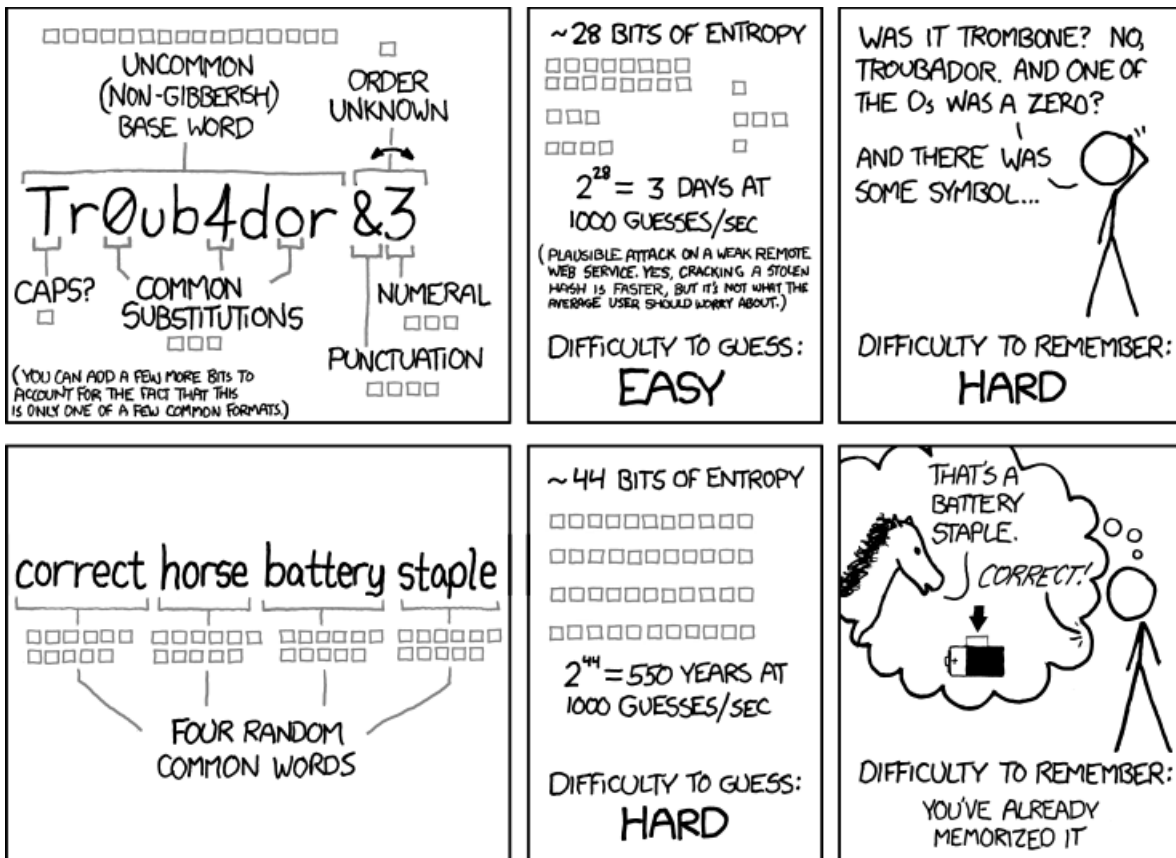 UNCOMMON
(NON-GIBBERISH)
BASE WORD
ORDER
UNKNOWN
Tr0ub4dor &3
CAPS?
COMMON
SUBSTITUTIONS
NUMERAL
PUNCTUATION
(YOU CAN ADD A FEW MORE BITS TO
ACCOUNT FOR THE FACT THAT THIS
IS ONLY ONE OF A FEW COMMON FORMATS.)
~28 BITS OF ENTROPY
2^28 = 3 DAYS AT
1000 GUESSES/SEC
(PLAUSIBLE ATTACK ON A WEAK REMOTE
WEB SERVICE. YES, CRACKING A STOLEN
HASH IS FASTER, BUT IT'S NOT WHAT THE
AVERAGE USER SHOULD WORRY ABOUT.)
DIFFICULTY TO GUESS:
EASY
WAS IT TROMBONE? NO,
TROUBADOR. AND ONE OF
THE Os WAS A ZERO?
AND THERE WAS
SOME SYMBOL...
DIFFICULTY TO REMEMBER:
HARD
correct horse battery staple
FOUR RANDOM
COMMON WORDS
~44 BITS OF ENTROPY
2^44 = 550 YEARS AT
1000 GUESSES/SEC
DIFFICULTY TO GUESS:
HARD
THAT'S A
BATTERY
STAPLE.
CORRECT!
+
DIFFICULTY TO REMEMBER:
YOU'VE ALREADY
MEMORIZED IT